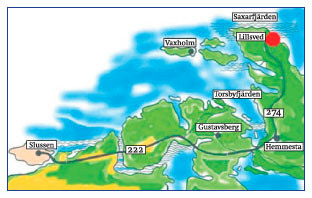 Saxarfjärden
Lillsved
Vaxholm
Torsbyfjärden
274
Gustavsberg
Hemmesta
222
Slussen